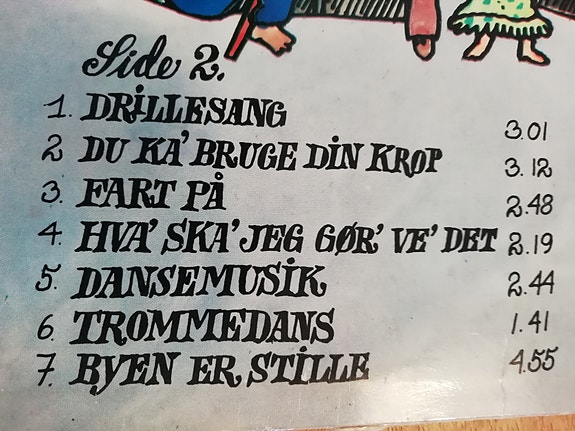 Side 2.
1. DRILLESANG 3.01
2 DU KA' BRUGE DIN KROP 3.12
3. FART PÅ 2.48
4. HVA' SKA' JEG GØR' VE' DET 2.19
5. DANSEMUSIK 2.44
6. TROMMEDANS 1.41
7. BYEN ER STILLE 4.55